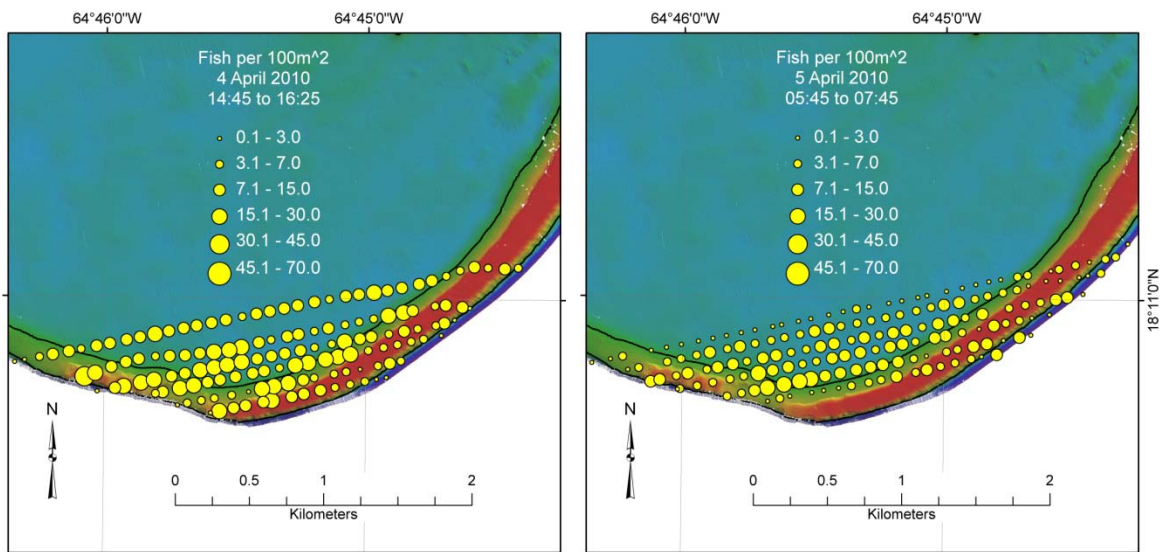 64°46'0"W 64°45'0"W
Fish per 100m^2
4 April 2010
14:45 to 16:25
0.1 - 3.0
3.1 - 7.0
7.1 - 15.0
15.1 - 30.0
30.1 - 45.0
45.1 - 70.0
N
0 0.5 1 2
Kilometers
64°46'0"W 64°45'0"W
Fish per 100m^2
5 April 2010
05:45 to 07:45
0.1 - 3.0
3.1 - 7.0
7.1 - 15.0
15.1 - 30.0
30.1 - 45.0
45.1 - 70.0
18°11'0"N
N
0 0.5 1 2
Kilometers